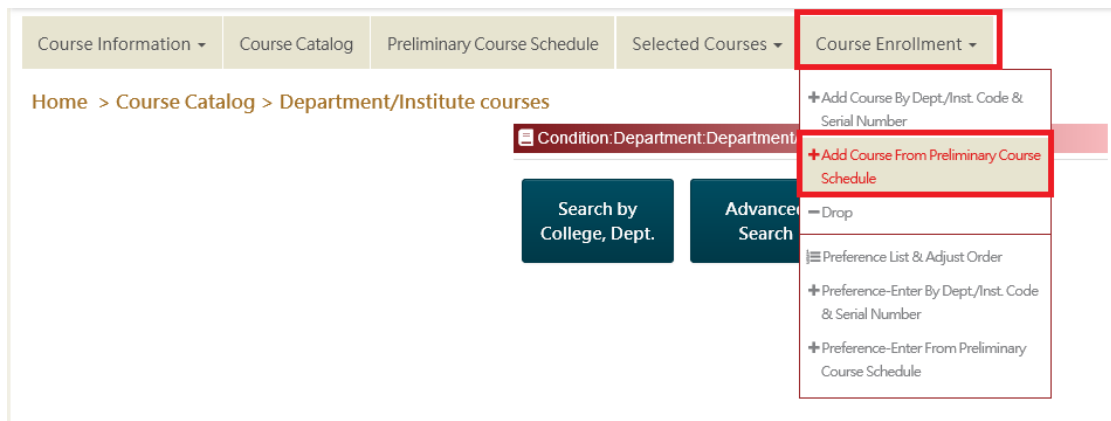 Course Information
Course Catalog
Preliminary Course Schedule
Selected Courses
Course Enrollment
Home > Course Catalog > Department/Institute courses
Condition:Department:Department/
Search by
College, Dept.
Advanced
Search
+Add Course By Dept./Inst. Code &
Serial Number
+Add Course From Preliminary Course
Schedule
–Drop
Preference List & Adjust Order
+Preference-Enter By Dept./Inst. Code
& Serial Number
+Preference-Enter From Preliminary
Course Schedule